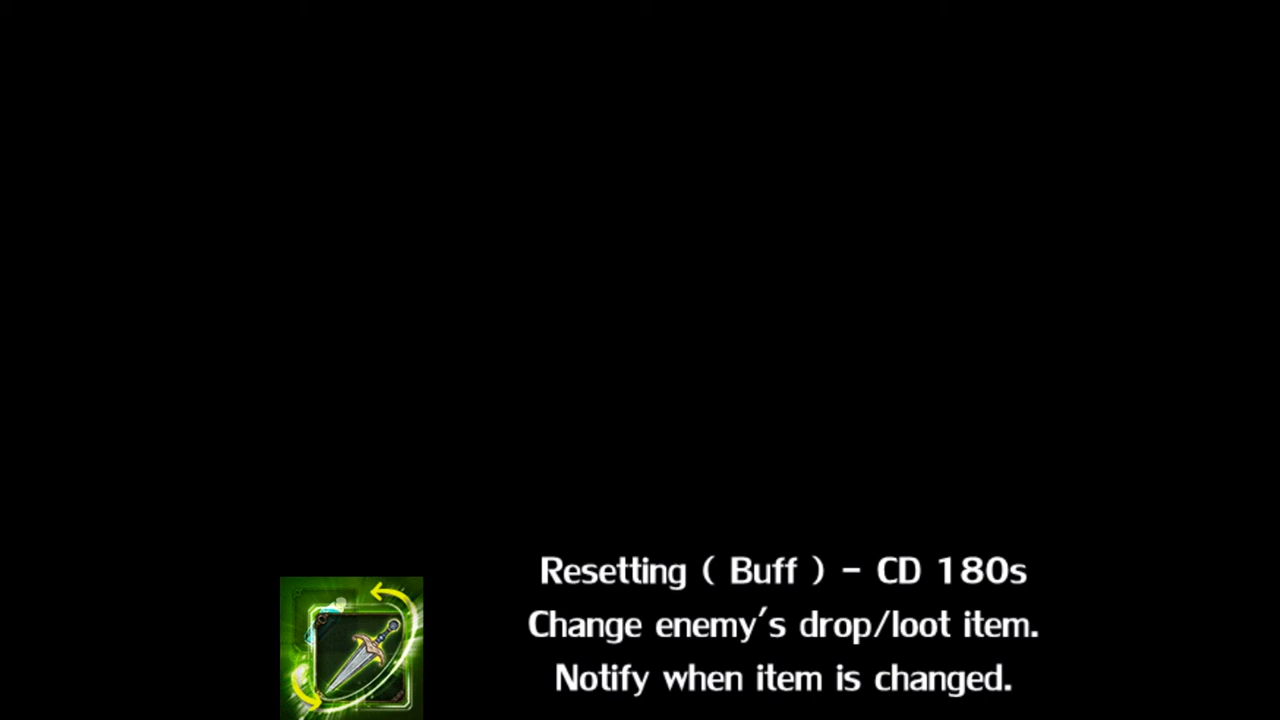 Resetting ( Buff ) - CD 180s
Change enemy's drop/loot item.
Notify when item is changed.